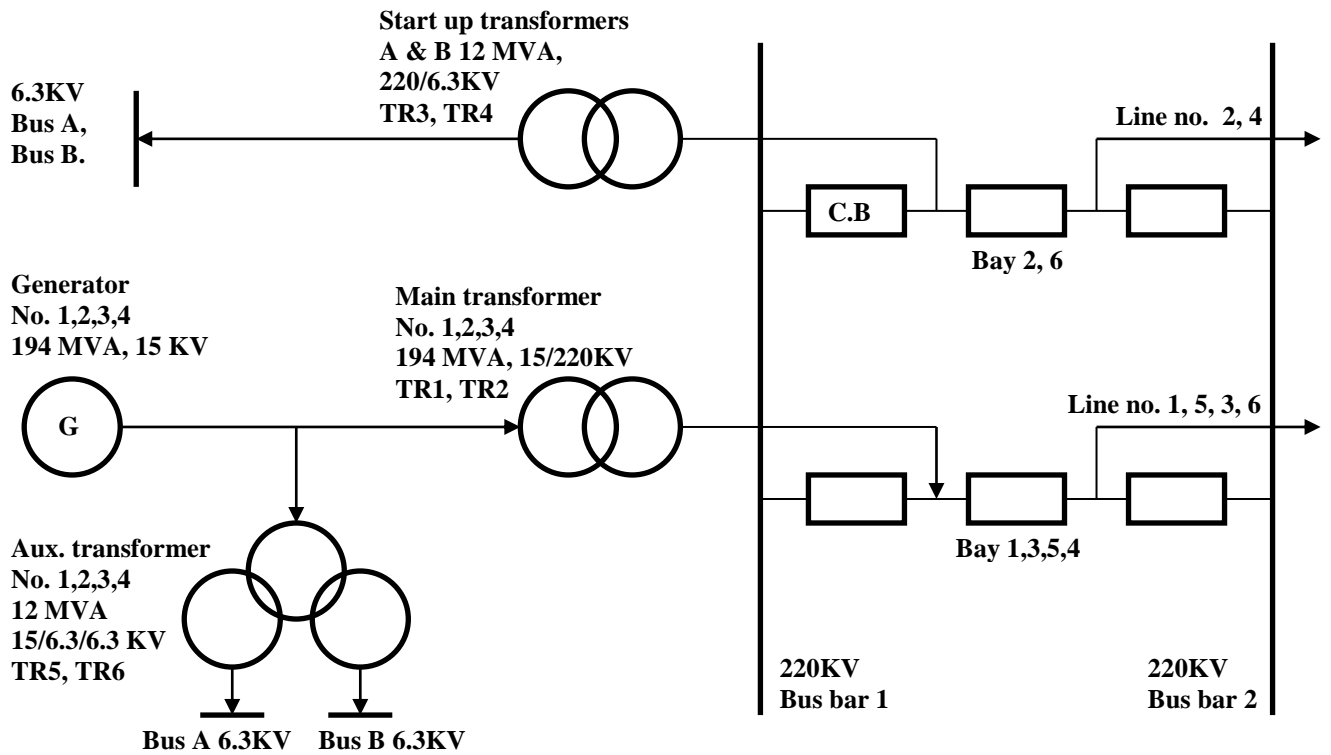 Start up transformers
A & B 12 MVA,
220/6.3KV
TR3, TR4
6.3KV
Bus A,
Bus B.
Line no. 2, 4
C.B
Bay 2, 6
Generator
No. 1,2,3,4
194 MVA, 15 KV
Main transformer
No. 1,2,3,4
194 MVA, 15/220KV
TR1, TR2
Line no. 1, 5, 3, 6
G
Bay 1,3,5,4
Aux. transformer
No. 1,2,3,4
12 MVA
15/6.3/6.3 KV
TR5, TR6
220KV
Bus bar 1
220KV
Bus bar 2
Bus A 6.3KV
Bus B 6.3KV